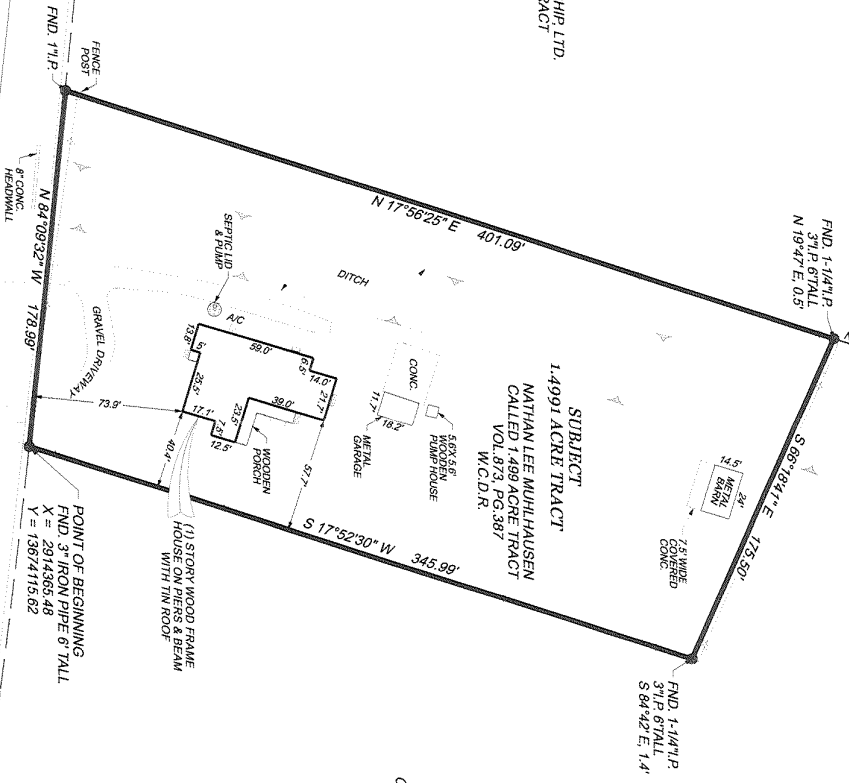 HIP, LTD.
RACT
FND. 1"I.P.
FENCE
POST
8" CONC.
HEADWALL
N 84°09'32" W 178.99'
N 17°56'25" E 401.09'
FND. 1-1/4"I.P.
3"I.P. 6'TALL
N 19°47' E, 0.5'
S 66°18'41" E 175.50'
FND. 1-1/4"I.P.
3"I.P. 6'TALL
S 84°42' E, 1.4'
S 17°52'30" W 345.99'
SUBJECT
1.4991 ACRE TRACT
NATHAN LEE MUHLHAUSEN
CALLED 1.499 ACRE TRACT
VOL.873, PG.387
W.C.D.R.
14.5'
24'
METAL
BARN
7.5' WIDE
COVERED
CONC.
5.6'X 5.6'
WOODEN
PUMP HOUSE
CONC.
11.7'
18.2'
METAL
GARAGE
DITCH
SEPTIC LID
& PUMP
A/C
GRAVEL DRIVEWAY
59.0'
6.5'
14.0'
21.7'
39.0'
23.5'
12.5'
7.5'
17.1'
25.5'
5'
13.8'
WOODEN
PORCH
73.9'
40.4'
50.7'
(1) STORY WOOD FRAME
HOUSE ON PIERS & BEAM
WITH TIN ROOF
POINT OF BEGINNING
FND. 3" IRON PIPE 6' TALL
X = 2914365.48
Y = 13674115.62